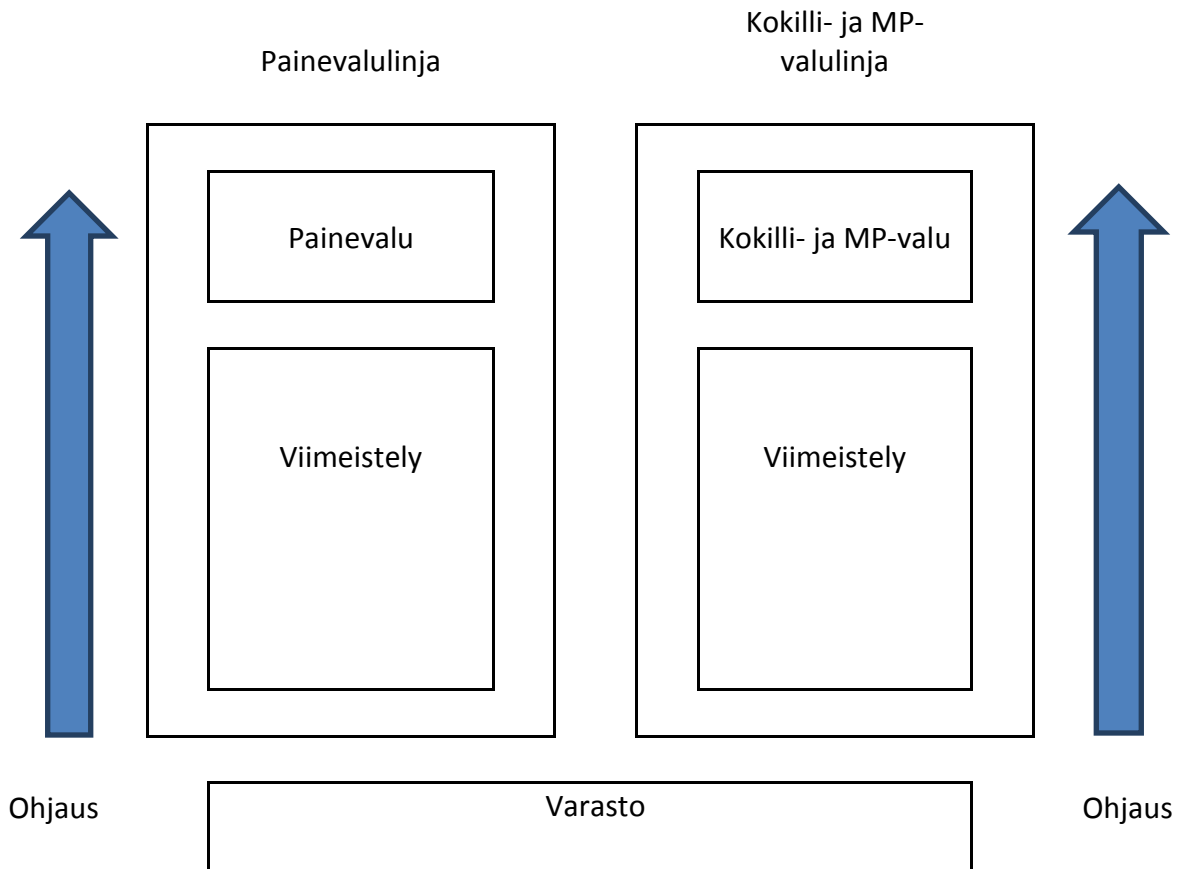 Painevalulinja
Kokilli- ja MP-
valulinja
Painevalu
Kokilli- ja MP-valu
Viimeistely
Viimeistely
Ohjaus
Varasto
Ohjaus